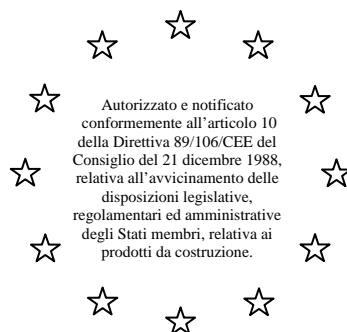 Autorizzato e notificato
conformemente all'articolo 10
della Direttiva 89/106/CEE del
Consiglio del 21 dicembre 1988,
relativa all'avvicinamento delle
disposizioni legislative,
regolamentari ed amministrative
degli Stati membri, relativa ai
prodotti da costruzione.